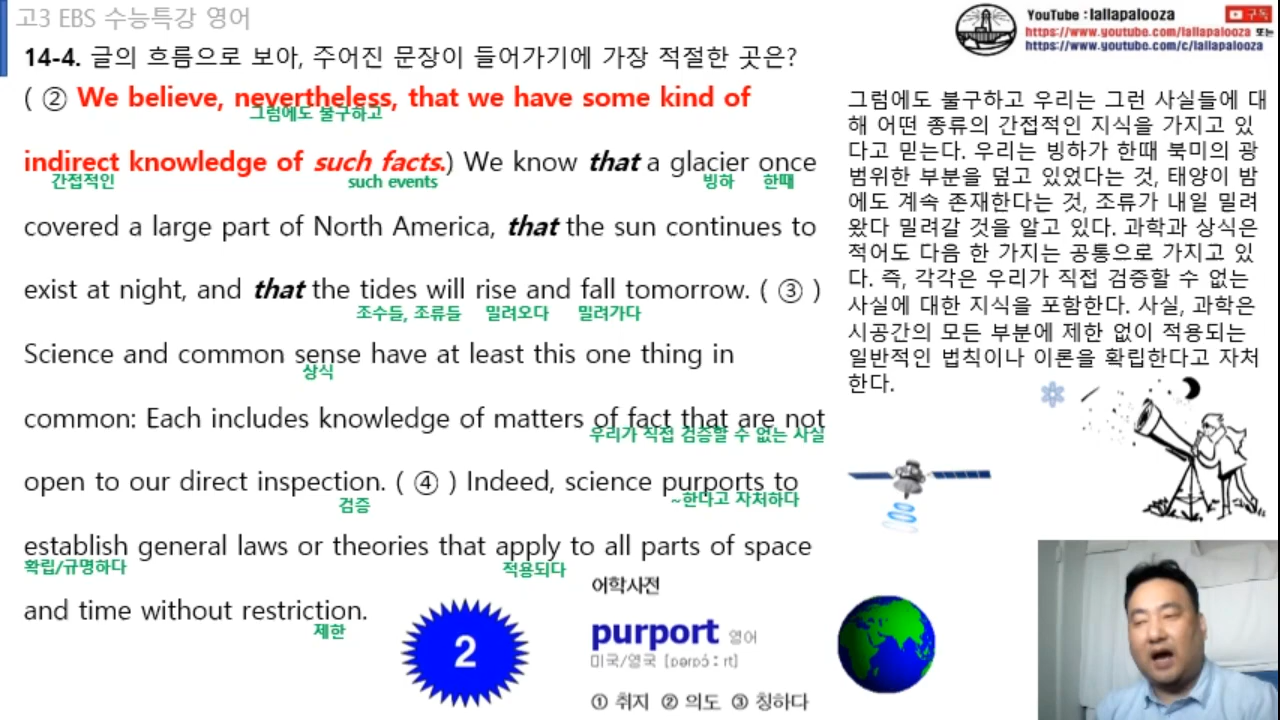 고3 EBS 수능특강 영어
YouTube : lallapalooza
구독
https://www.youtube.com/lallapalooza 또는
https://www.youtube.com/c/lallapalooza
14-4. 글의 흐름으로 보아, 주어진 문장이 들어가기에 가장 적절한 곳은?
( ② We believe, nevertheless, that we have some kind of
그럼에도 불구하고
indirect knowledge of such facts.) We know that a glacier once
간접적인 such events 빙하 한때
covered a large part of North America, that the sun continues to
exist at night, and that the tides will rise and fall tomorrow. ( ③ )
조수들, 조류들 밀려오다 밀려가다
Science and common sense have at least this one thing in
상식
common: Each includes knowledge of matters of fact that are not
우리가 직접 검증할 수 없는 사실
open to our direct inspection. ( ④ ) Indeed, science purports to
검증 ~한다고 자처하다
establish general laws or theories that apply to all parts of space
확립/규명하다 적용되다
and time without restriction.
제한
그럼에도 불구하고 우리는 그런 사실들에 대
해 어떤 종류의 간접적인 지식을 가지고 있
다고 믿는다. 우리는 빙하가 한때 북미의 광
범위한 부분을 덮고 있었다는 것, 태양이 밤
에도 계속 존재한다는 것, 조류가 내일 밀려
왔다 밀려갈 것을 알고 있다. 과학과 상식은
적어도 다음 한 가지는 공통으로 가지고 있
다. 즉, 각각은 우리가 직접 검증할 수 없는
사실에 대한 지식을 포함한다. 사실, 과학은
시공간의 모든 부분에 제한 없이 적용되는
일반적인 법칙이나 이론을 확립한다고 자처
한다.
2
어학사전
purport 영어
미국/영국 [pərpɔ́ːrt]
① 취지 ② 의도 ③ 칭하다